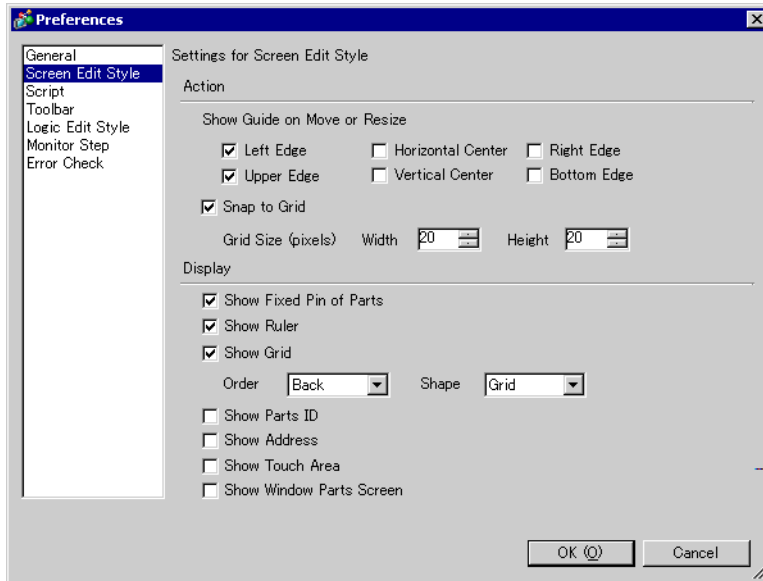 Preferences
General
Screen Edit Style
Script
Toolbar
Logic Edit Style
Monitor Step
Error Check
Settings for Screen Edit Style
Action
Show Guide on Move or Resize
Left Edge Horizontal Center Right Edge
Upper Edge Vertical Center Bottom Edge
Snap to Grid
Grid Size (pixels) Width 20 Height 20
Display
Show Fixed Pin of Parts
Show Ruler
Show Grid
Order Back Shape Grid
Show Parts ID
Show Address
Show Touch Area
Show Window Parts Screen
OK (O) Cancel